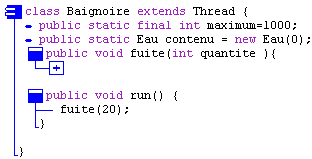 class Baignoire extends Thread {
public static final int maximum=1000;
public static Eau contenu = new Eau(0);
public void fuite(int quantite ){
+
public void run() {
fuite(20);
}
}